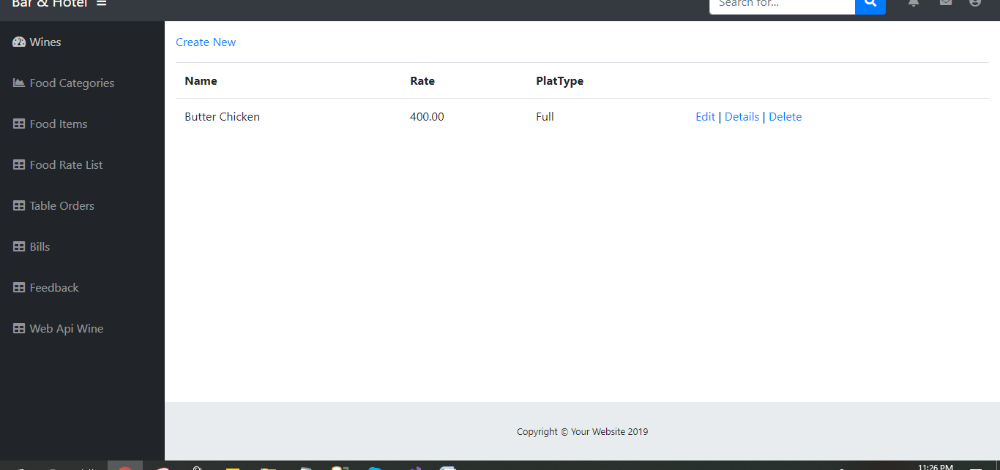 Bar & Hotel
Search for...
Wines
Food Categories
Food Items
Food Rate List
Table Orders
Bills
Feedback
Web Api Wine
Create New
Name Rate PlatType
Butter Chicken 400.00 Full Edit | Details | Delete
Copyright © Your Website 2019
11:26 PM